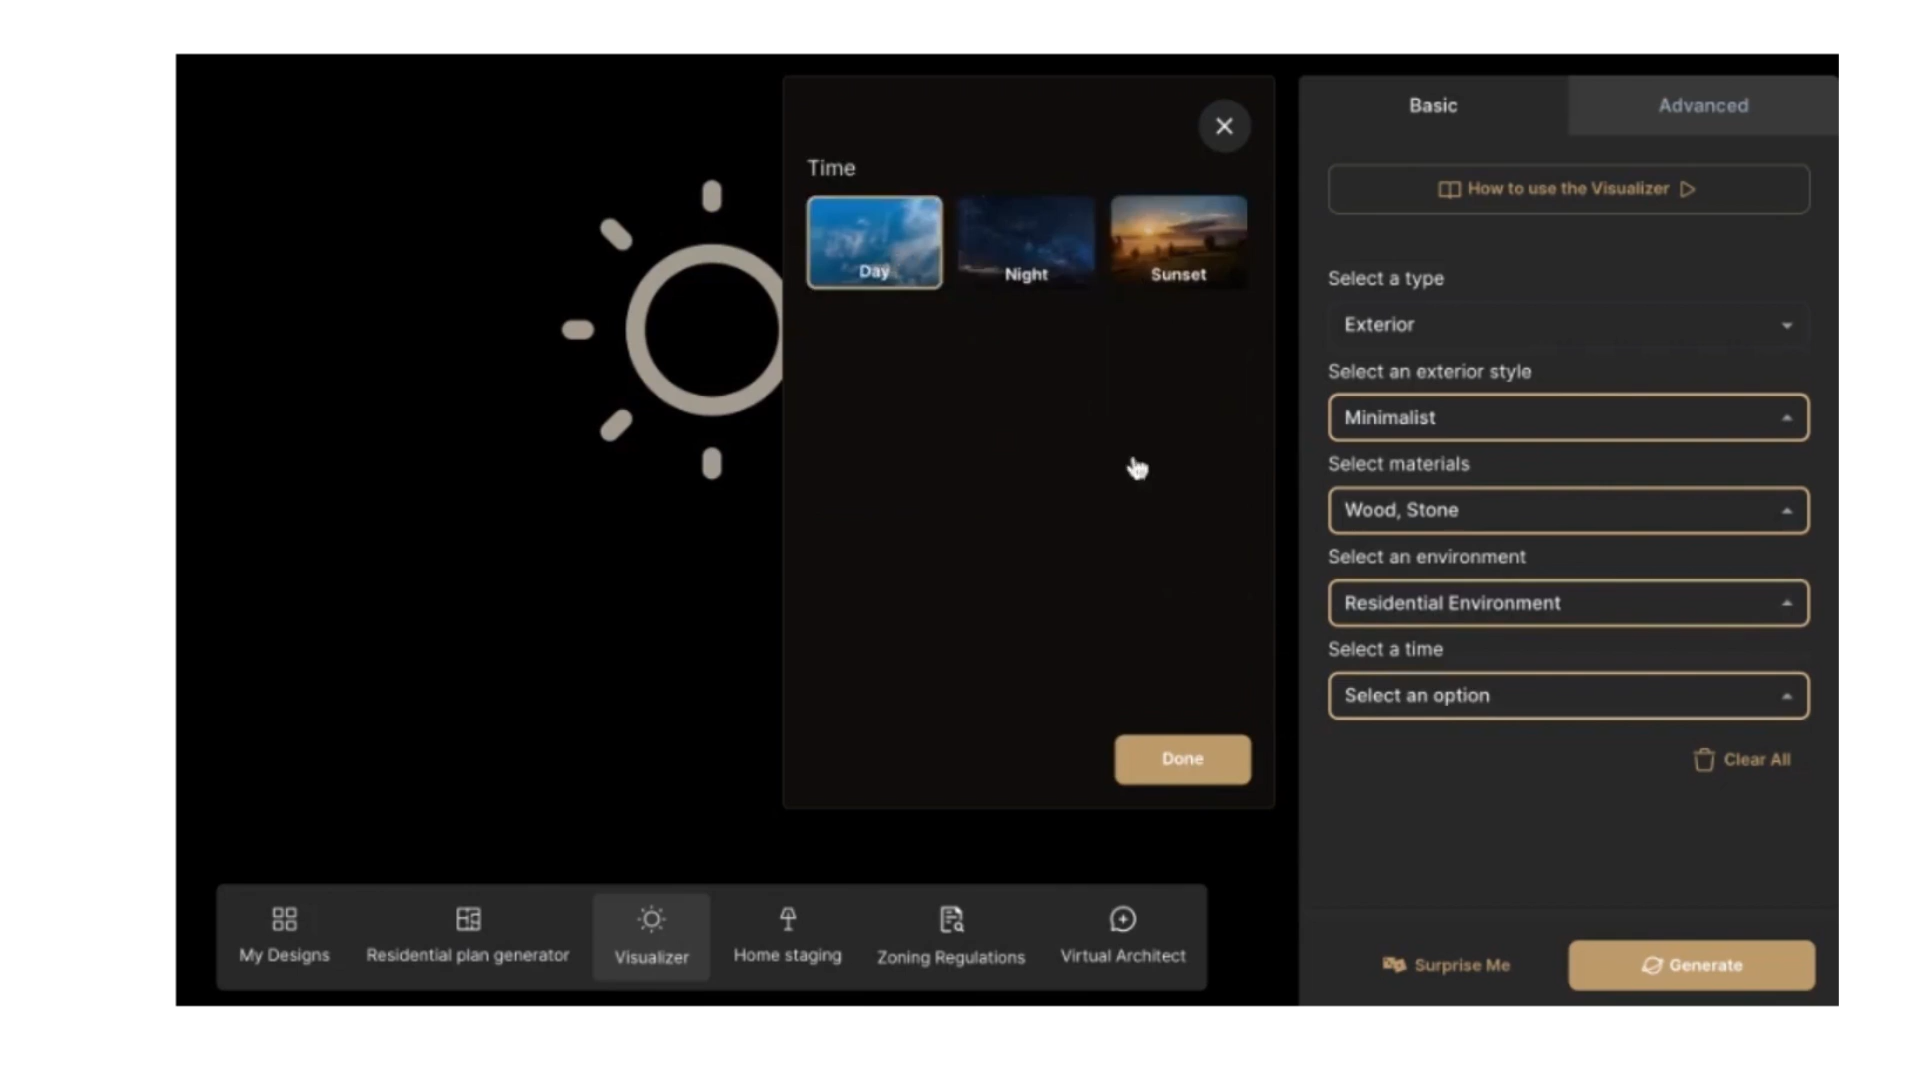 Time
Day
Night
Sunset
Done
Basic
Advanced
How to use the Visualizer
Select a type
Exterior
Select an exterior style
Minimalist
Select materials
Wood, Stone
Select an environment
Residential Environment
Select a time
Select an option
Clear All
Surprise Me
Generate
My Designs
Residential plan generator
Visualizer
Home staging
Zoning Regulations
Virtual Architect